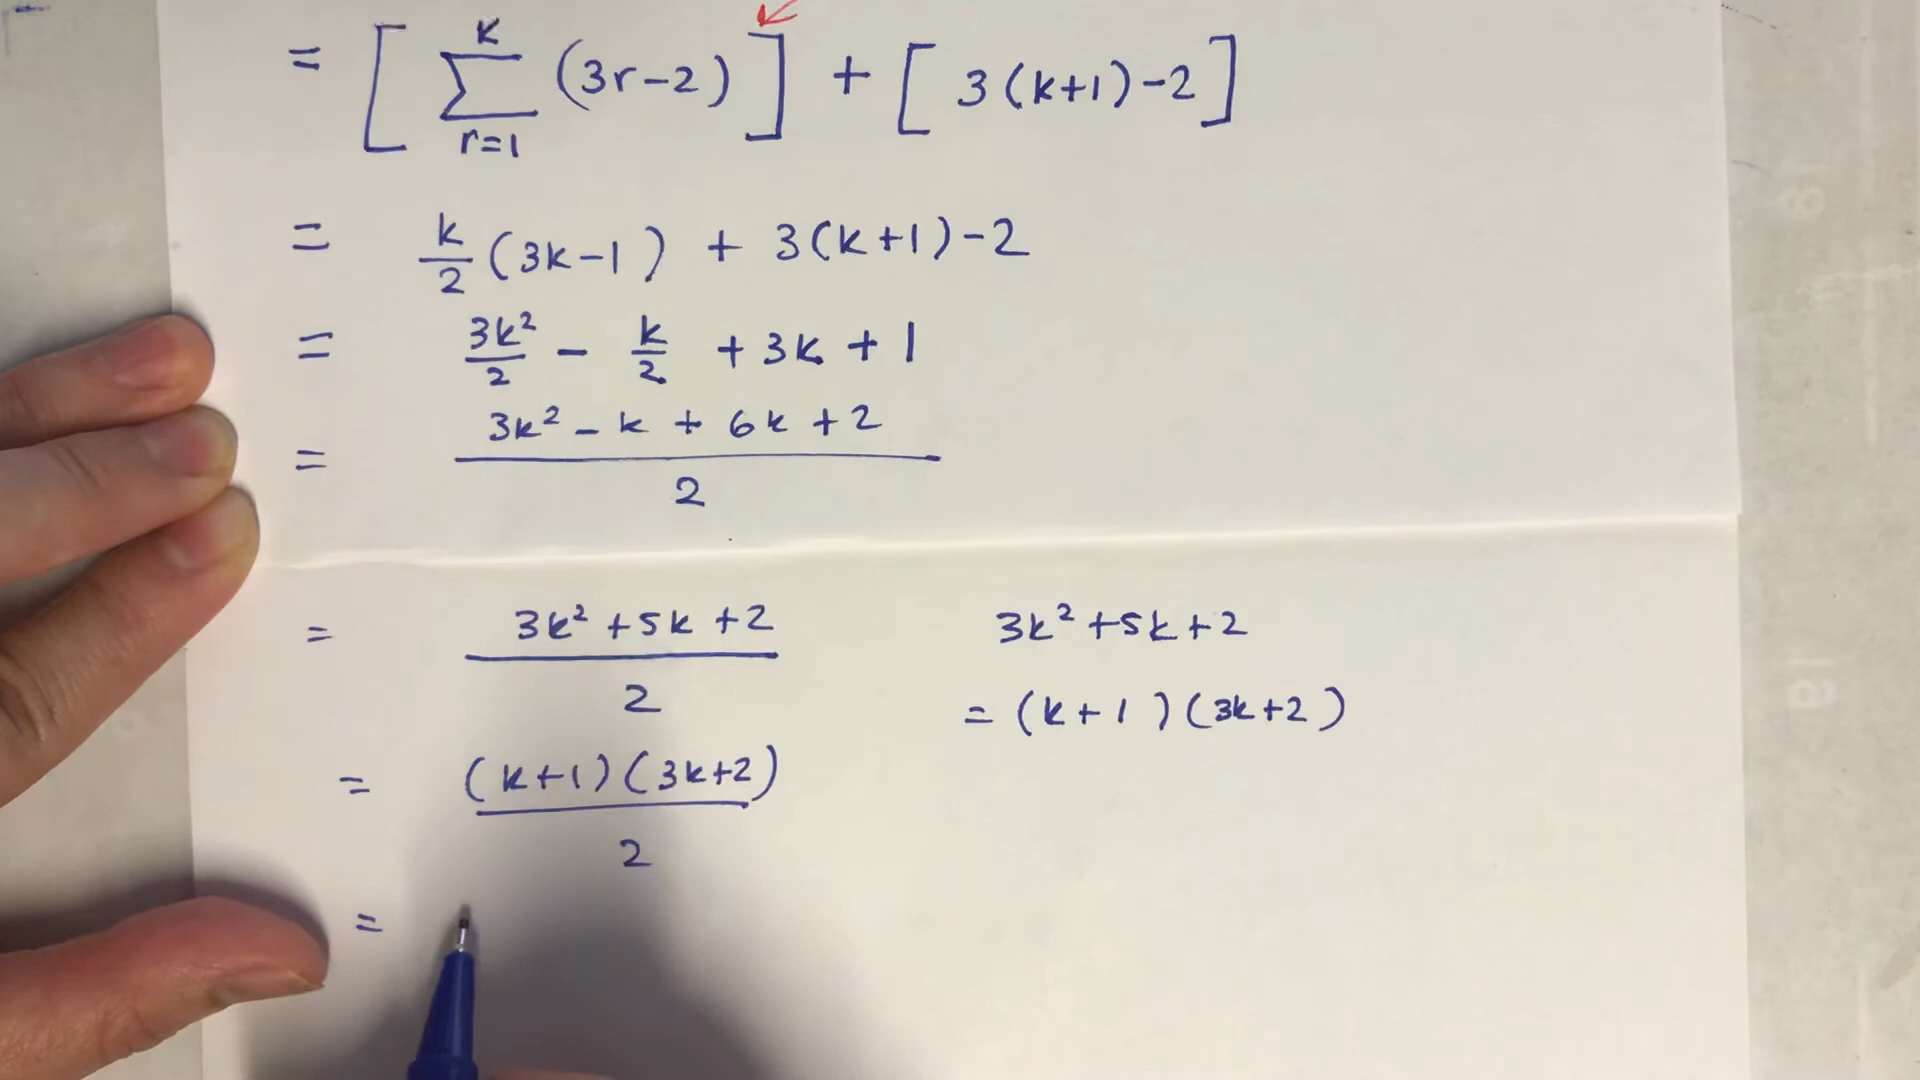 = [ K ∑ r=1 (3r-2) ] + [ 3(k+1)-2 ]
= k/2 (3k-1) + 3(k+1)-2
= 3k²/2 - k/2 + 3k + 1
= 3k² - k + 6k + 2 / 2
= 3k² + 5k + 2 / 2
3k² + 5k + 2
= (k+1)(3k+2)
= (k+1)(3k+2) / 2
=